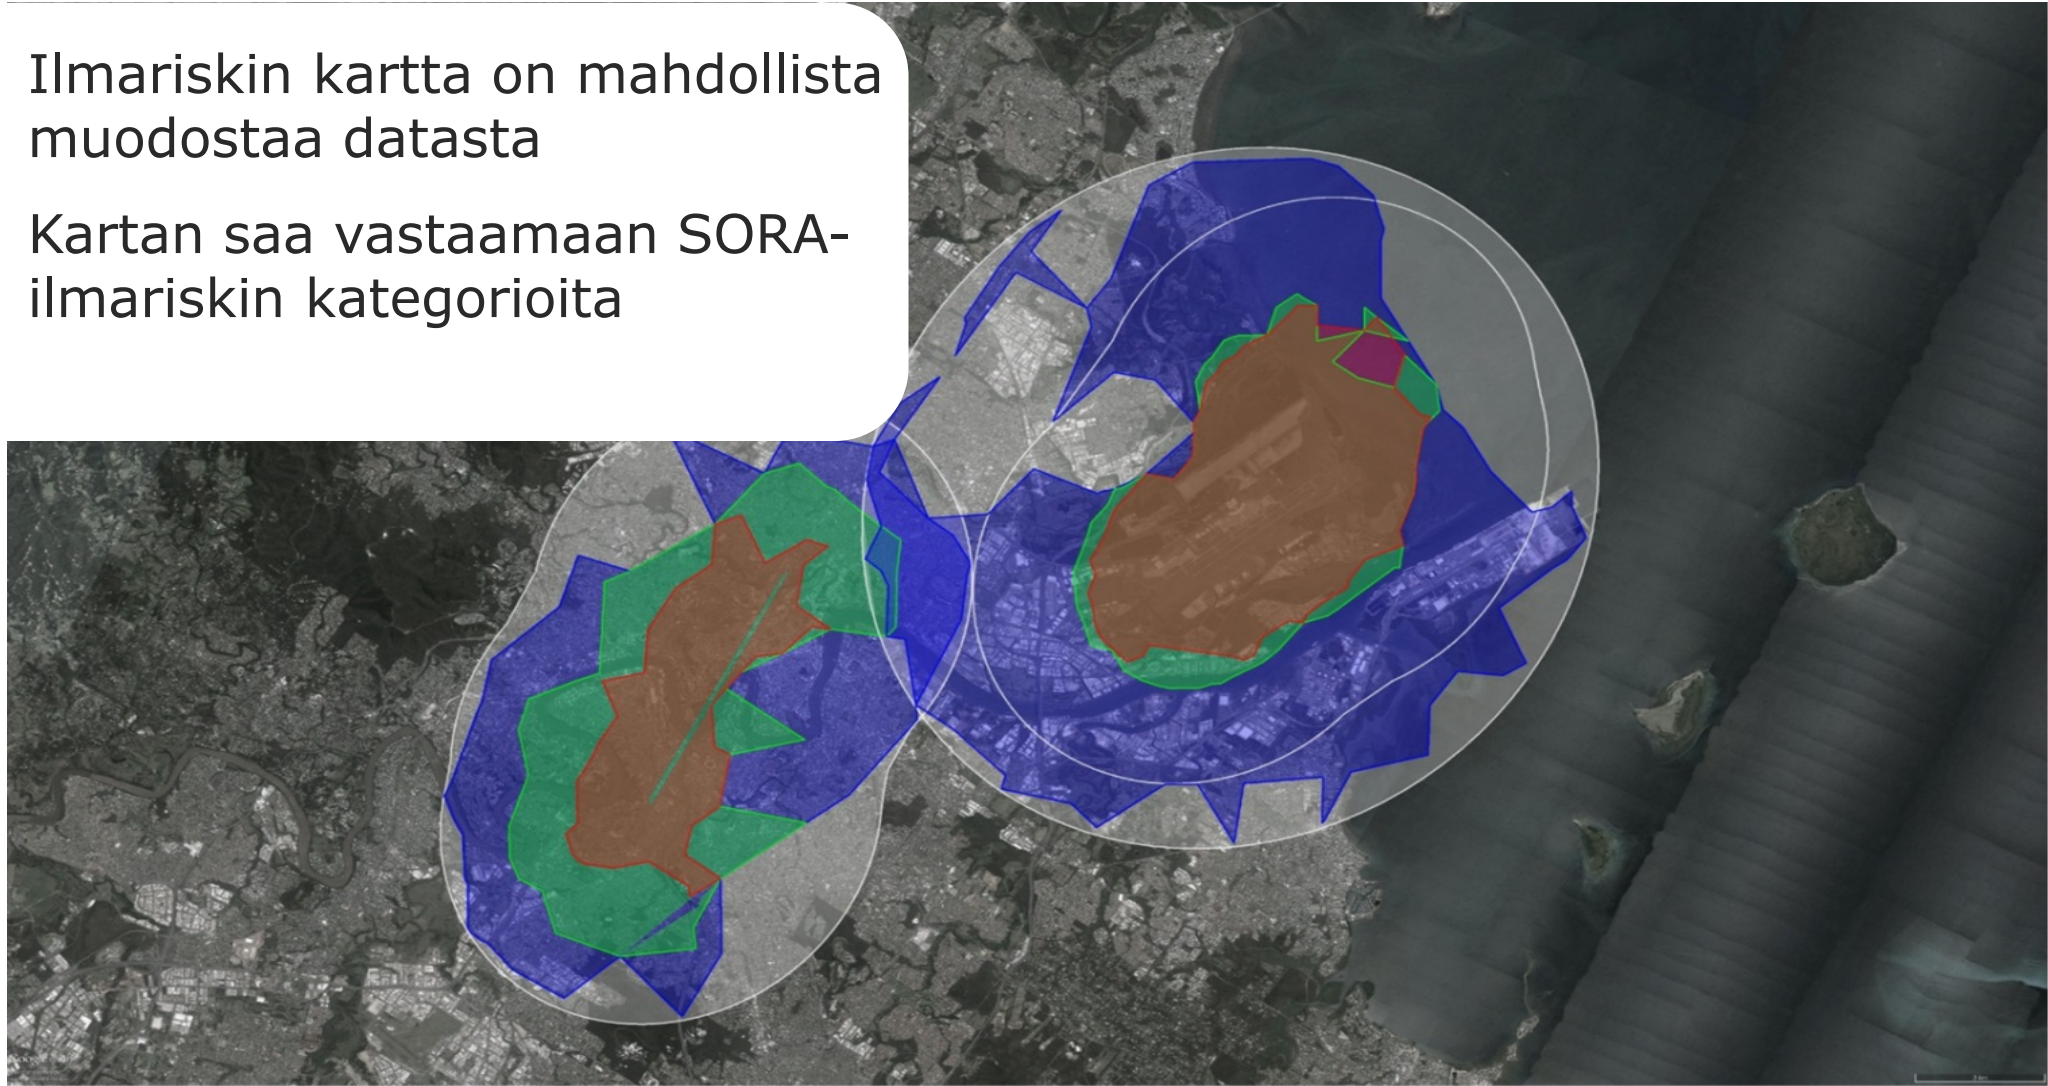 Ilmariskin kartta on mahdollista
muodostaa datasta
Kartan saa vastaamaan SORA-
ilmariskin kategorioita